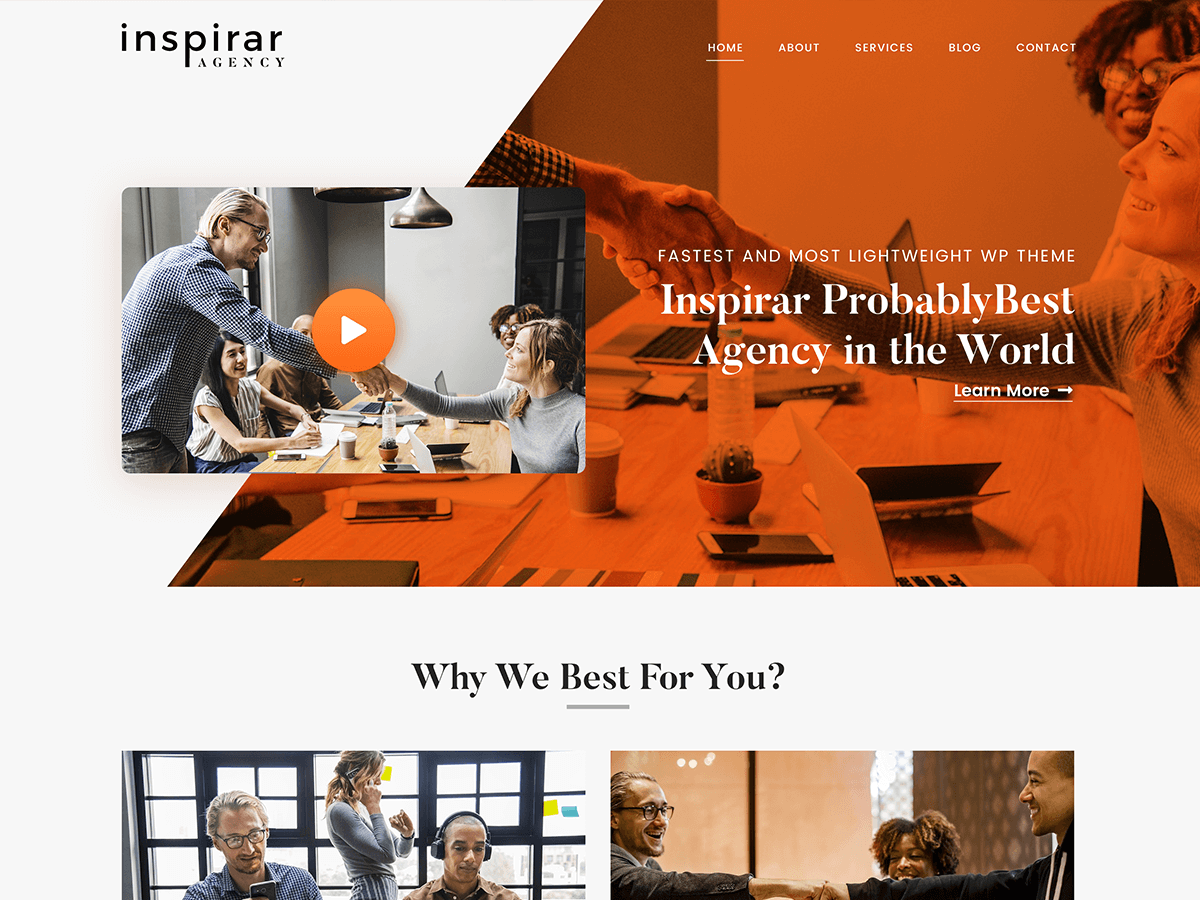 inspirar
AGENCY
HOME ABOUT SERVICES BLOG CONTACT
FASTEST AND MOST LIGHTWEIGHT WP THEME
Inspirar ProbablyBest
Agency in the World
Learn More →
Why We Best For You?